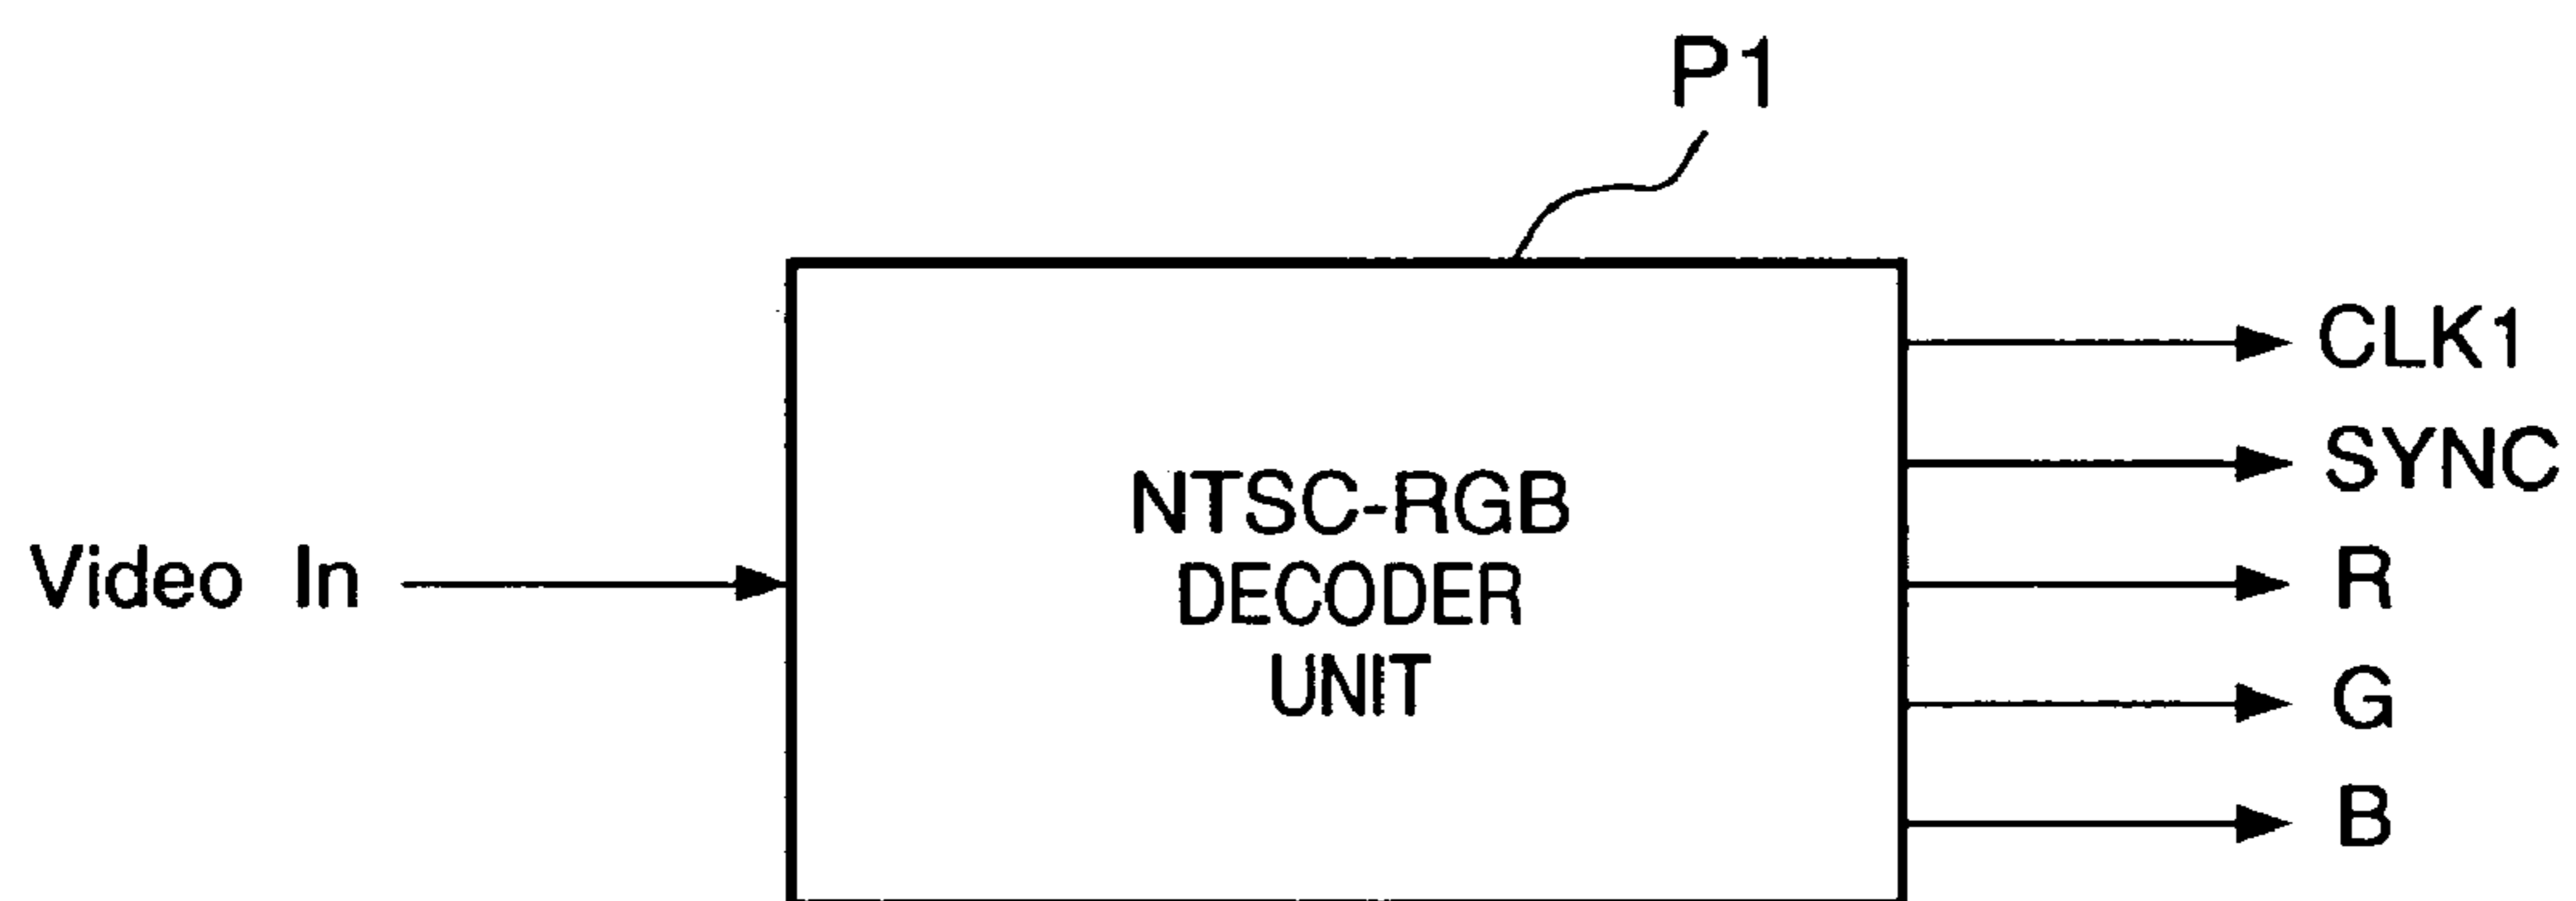 P1
CLK1
SYNC
NTSC-RGB
DECODER
UNIT
Video In
R
G
B